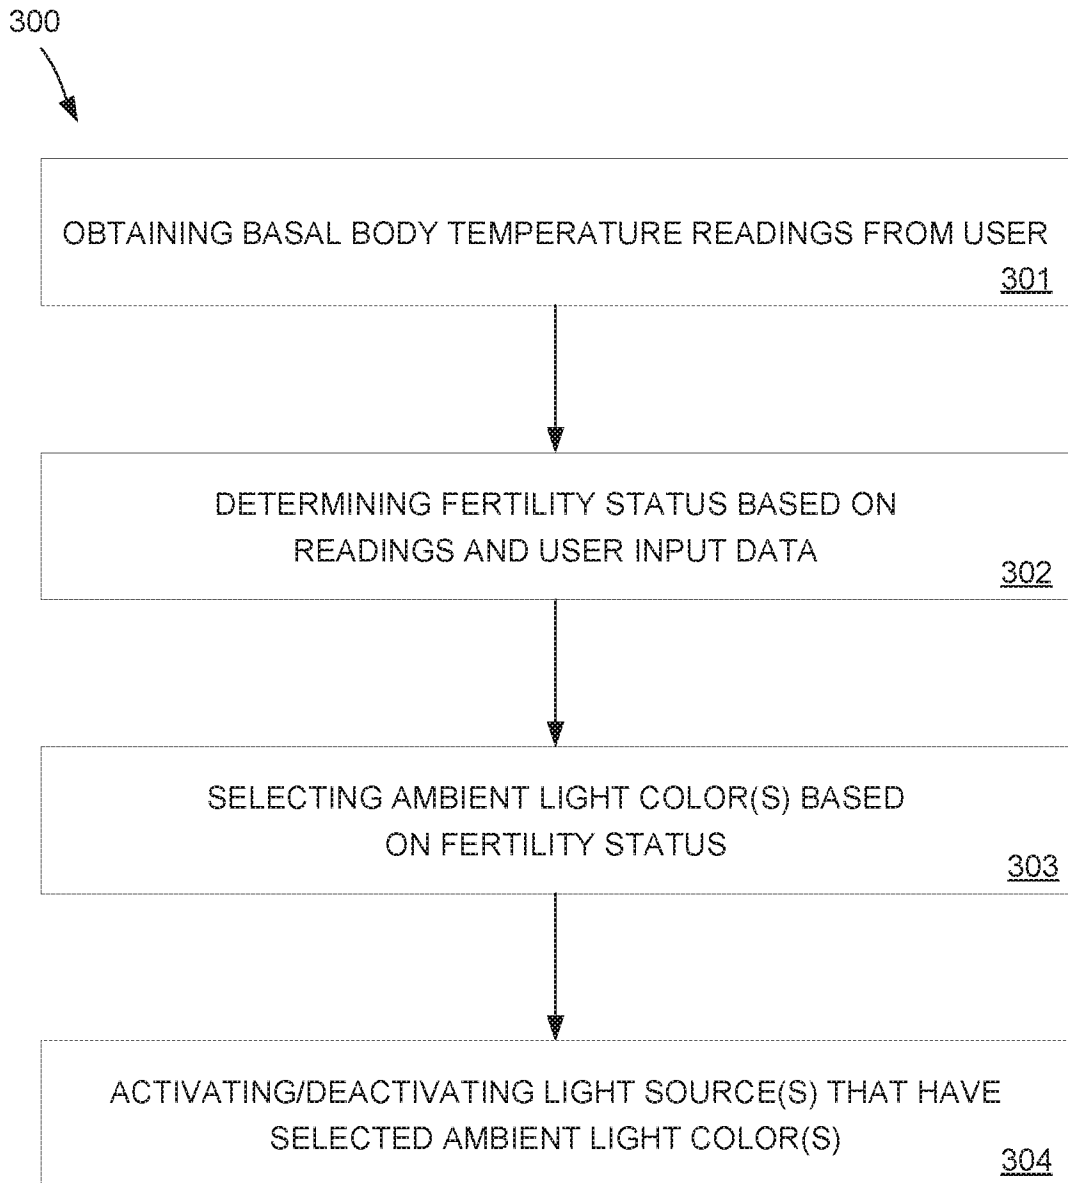 300
OBTAINING BASAL BODY TEMPERATURE READINGS FROM USER
301
DETERMINING FERTILITY STATUS BASED ON
READINGS AND USER INPUT DATA
302
SELECTING AMBIENT LIGHT COLOR(S) BASED
ON FERTILITY STATUS
303
ACTIVATING/DEACTIVATING LIGHT SOURCE(S) THAT HAVE
SELECTED AMBIENT LIGHT COLOR(S)
304